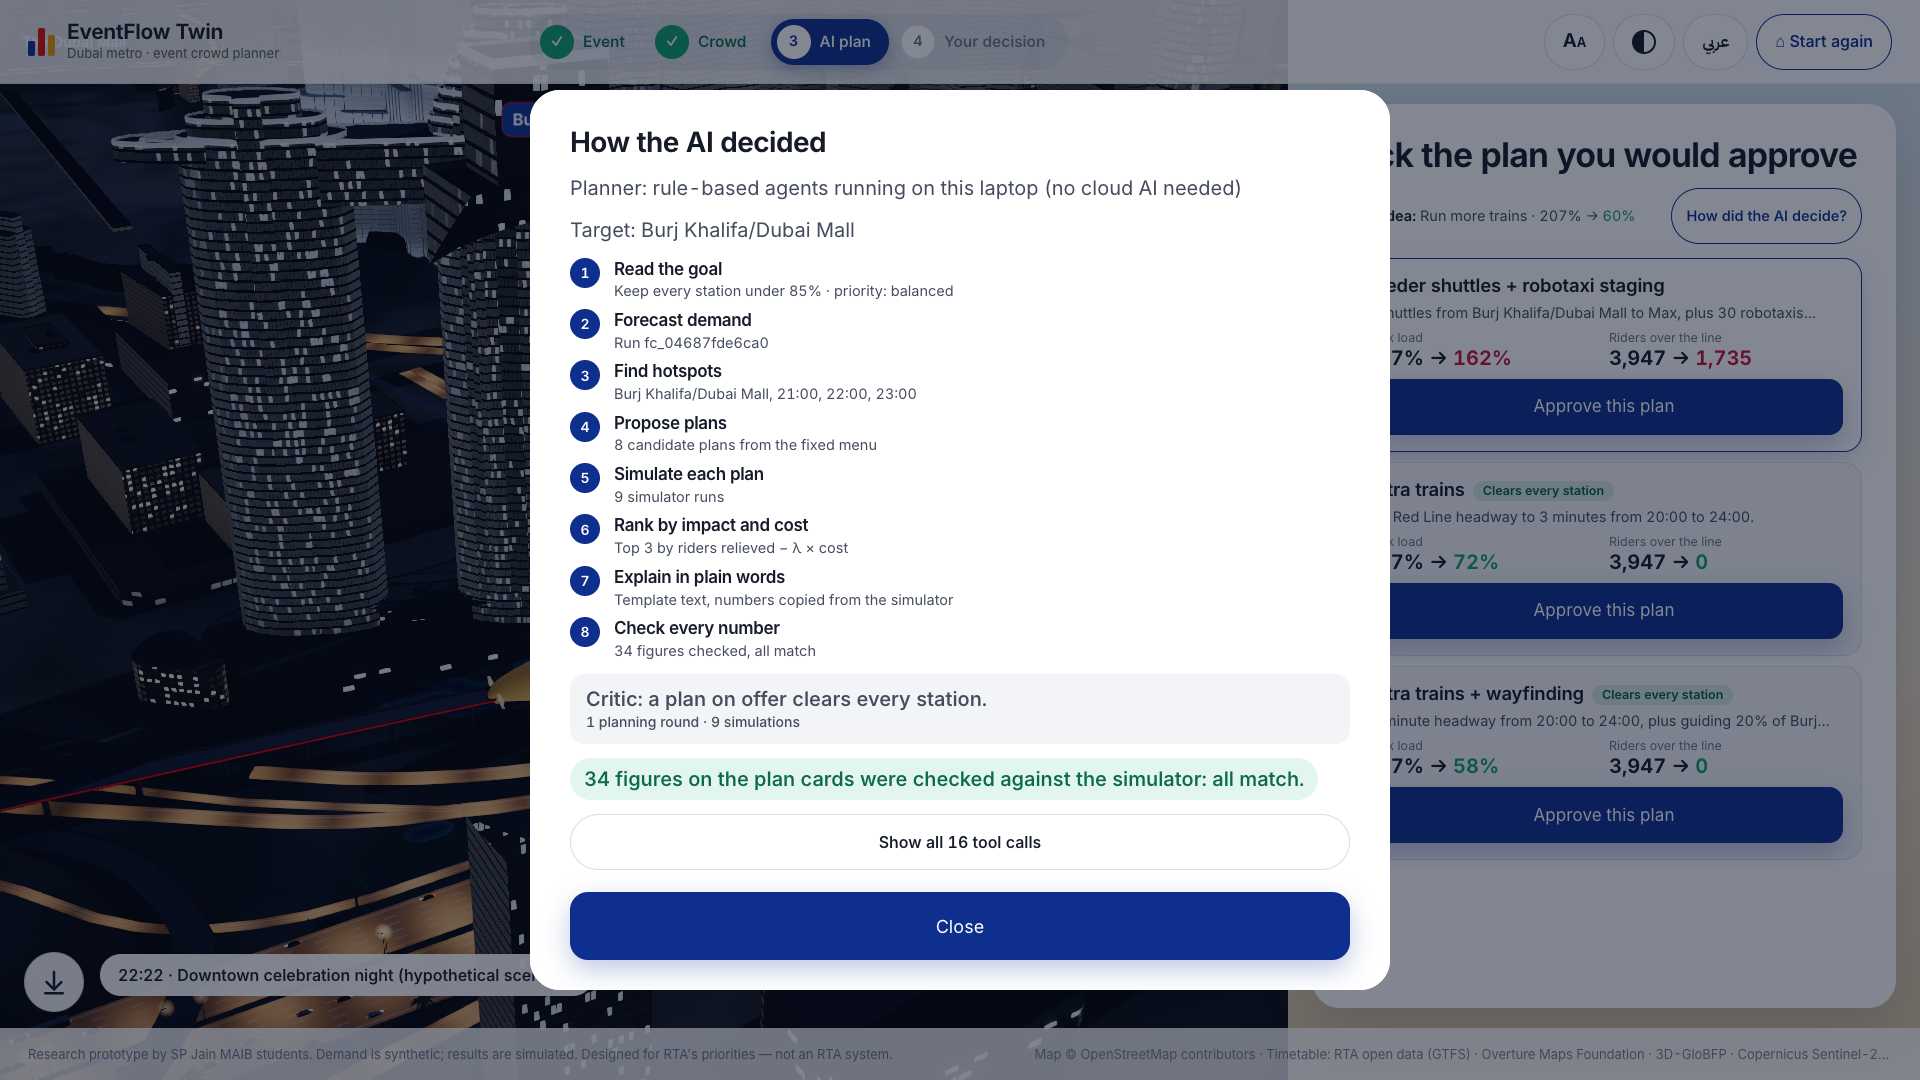 EventFlow Twin
Dubai metro · event crowd planner
Event
Crowd
3 AI plan
4 Your decision
AA
عربي
⌂ Start again
How the AI decided
Planner: rule-based agents running on this laptop (no cloud AI needed)
Target: Burj Khalifa/Dubai Mall
1 Read the goal
Keep every station under 85% · priority: balanced
2 Forecast demand
Run fc_04687fde6ca0
3 Find hotspots
Burj Khalifa/Dubai Mall, 21:00, 22:00, 23:00
4 Propose plans
8 candidate plans from the fixed menu
5 Simulate each plan
9 simulator runs
6 Rank by impact and cost
Top 3 by riders relieved − λ × cost
7 Explain in plain words
Template text, numbers copied from the simulator
8 Check every number
34 figures checked, all match
Critic: a plan on offer clears every station.
1 planning round · 9 simulations
34 figures on the plan cards were checked against the simulator: all match.
Show all 16 tool calls
Close
the plan you would approve
Run more trains · 207% → 60%
How did the AI decide?
shuttles + robotaxi staging
from Burj Khalifa/Dubai Mall to Max, plus 30 robotaxis...
load
Riders over the line
→ 162%
3,947 → 1,735
Approve this plan
trains
Clears every station
Red Line headway to 3 minutes from 20:00 to 24:00.
load
Riders over the line
→ 72%
3,947 → 0
Approve this plan
trains + wayfinding
Clears every station
headway from 20:00 to 24:00, plus guiding 20% of Burj...
load
Riders over the line
→ 58%
3,947 → 0
Approve this plan
22:22 · Downtown celebration night (hypothetical
Research prototype by SP Jain MAIB students. Demand is synthetic; results are simulated. Designed for RTA's priorities — not an RTA system.
Map © OpenStreetMap contributors · Timetable: RTA open data (GTFS) · Overture Maps Foundation · 3D-GloBFP · Copernicus Sentinel-2...